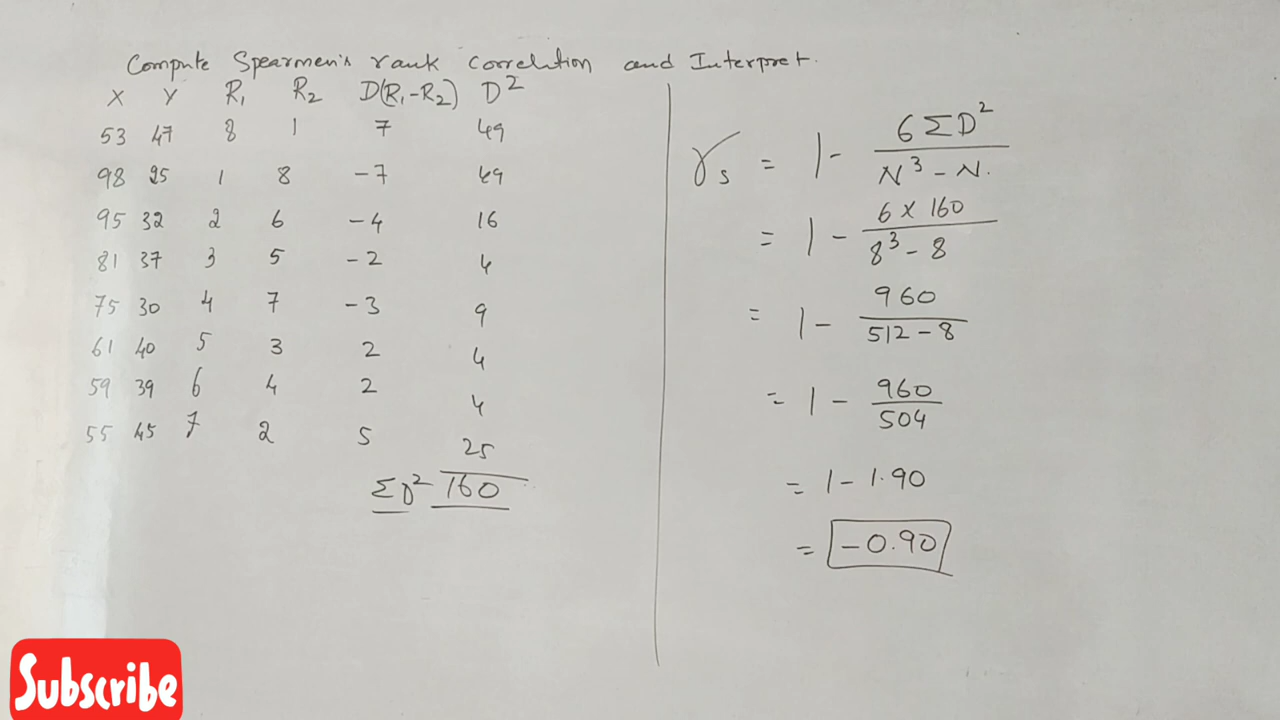 Compute Spearmen's rank correlation and Interpret.
X Y R₁ R₂ D(R₁-R₂) D²
53 47 8 1 7 49
98 25 1 8 -7 49
95 32 2 6 -4 16
81 37 3 5 -2 4
75 30 4 7 -3 9
61 40 5 3 2 4
59 39 6 4 2 4
55 45 7 2 5 25
ΣD² 160
rₛ = 1 - 6ΣD² / N³ - N.
= 1 - 6 × 160 / 8³ - 8
= 1 - 960 / 512 - 8
= 1 - 960 / 504
= 1 - 1.90
= -0.90
Subscribe